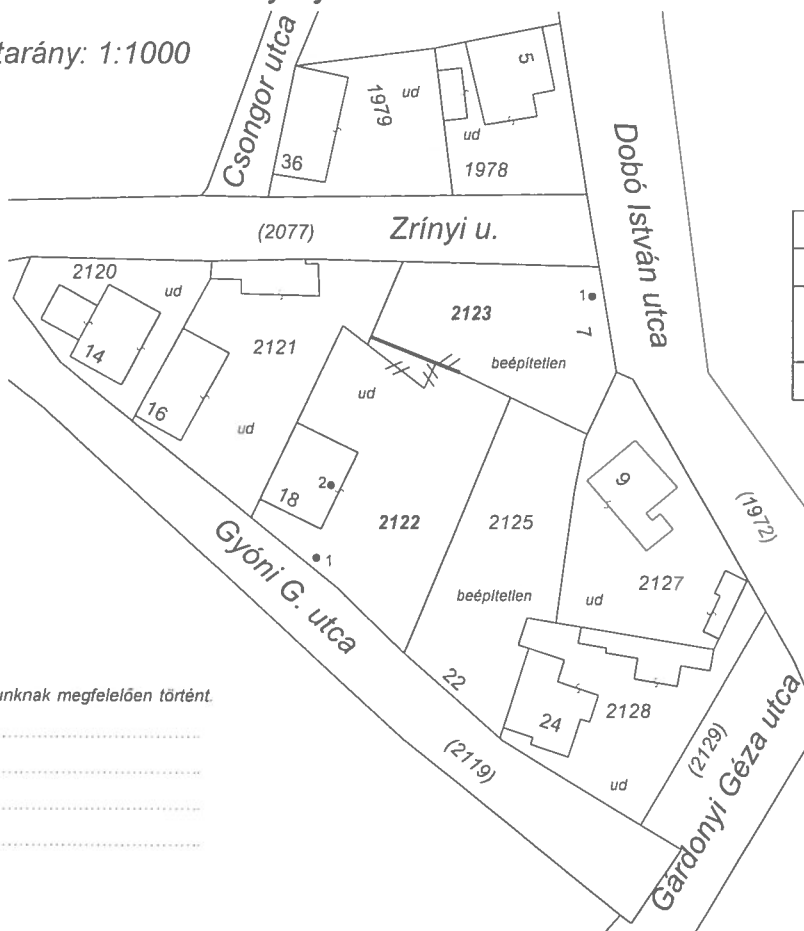 tarány: 1:1000
Csongor utca
36
1979
ud
5
ud
1978
Dobó István utca
(2077)
Zrínyi u.
2120
ud
14
16
2121
ud
2123
1
7
beépítetlen
ud
18
2
2122
1
2125
beépítetlen
9
2127
ud
(1972)
Gyóni G. utca
22
24
2128
ud
(2119)
(2129)
Gárdonyi Géza utca
unknak megfelelően történt.